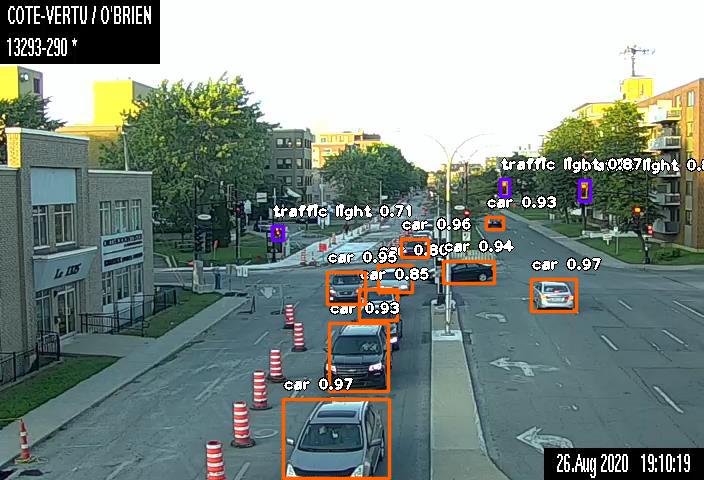 COTE-VERTU / O'BRIEN
13293-290 *
traffic light 0.87
traffic light 0.71
car 0.93
car 0.96
car 0.94
car 0.95
car 0.85
car 0.97
car 0.93
car 0.97
26.Aug 2020 19:10:19